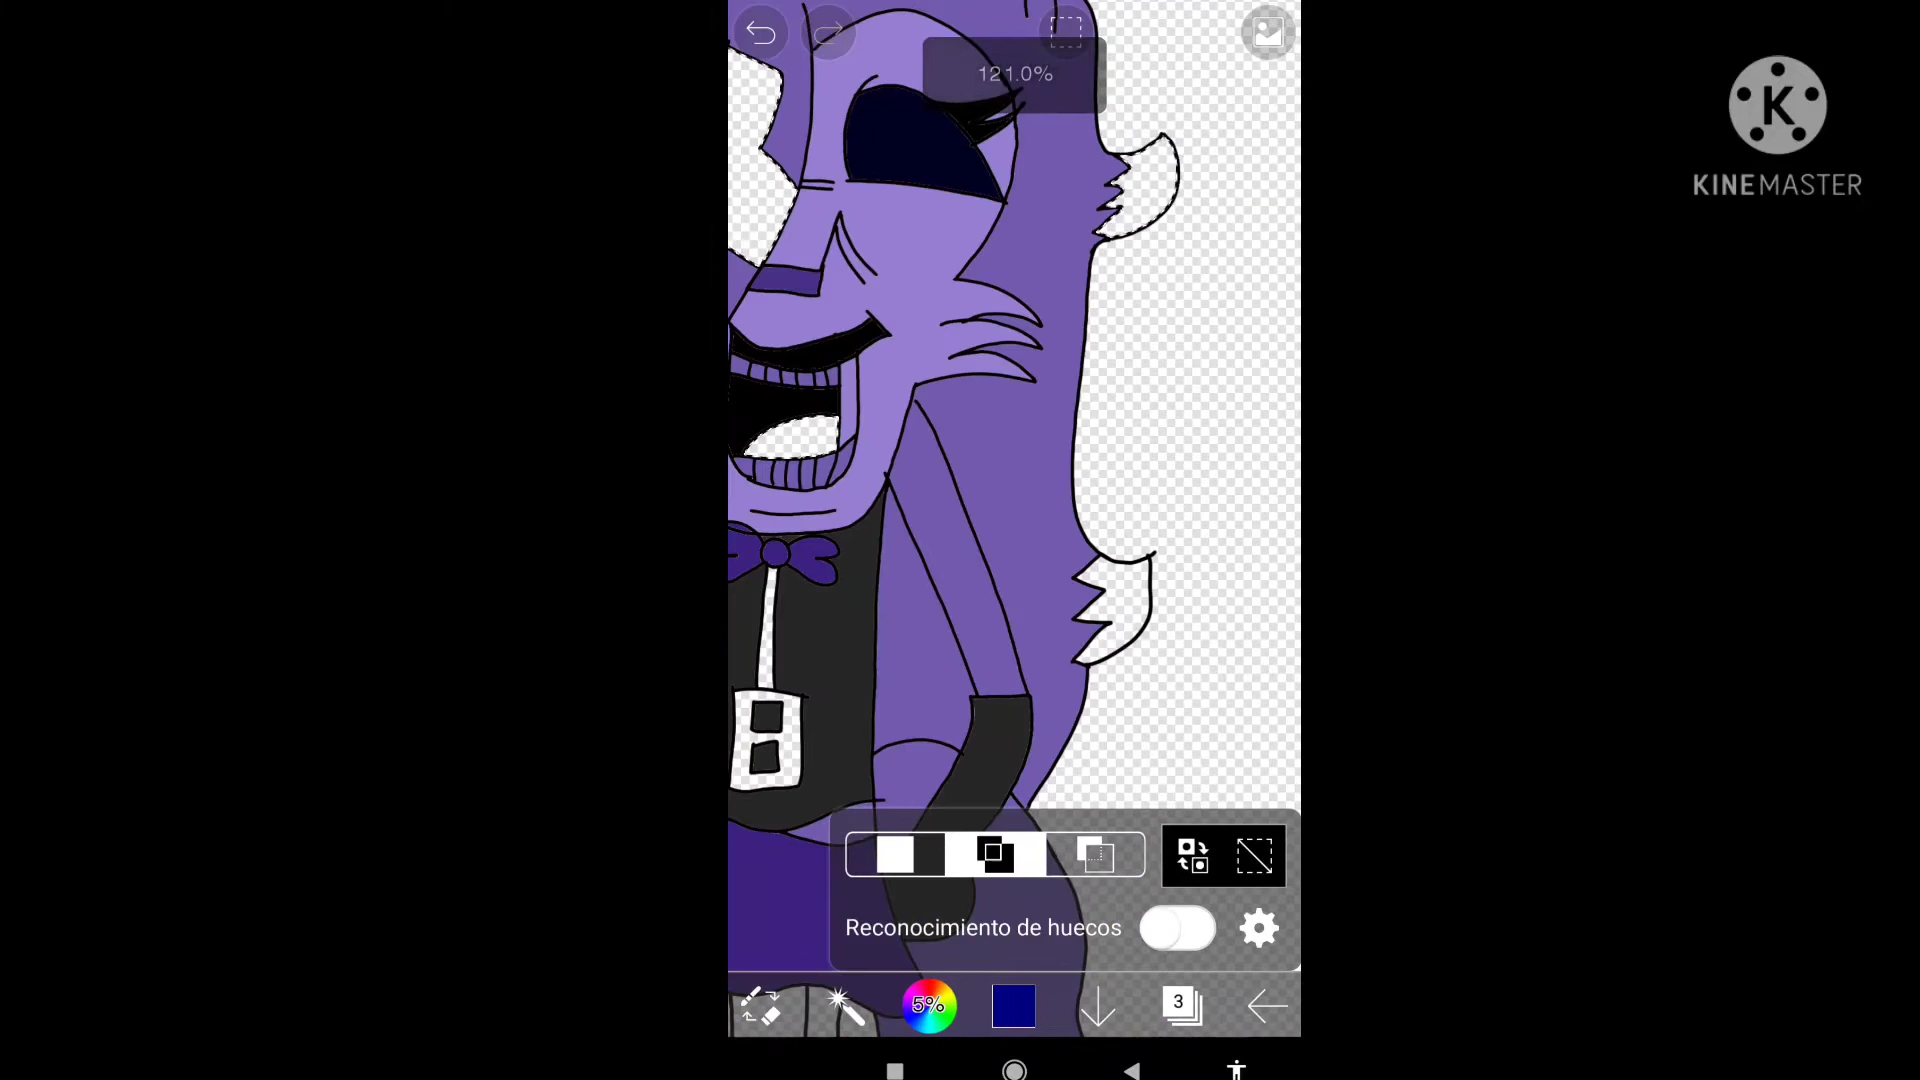 121.0%
K
KINEMASTER
Reconocimiento de huecos
5%
3